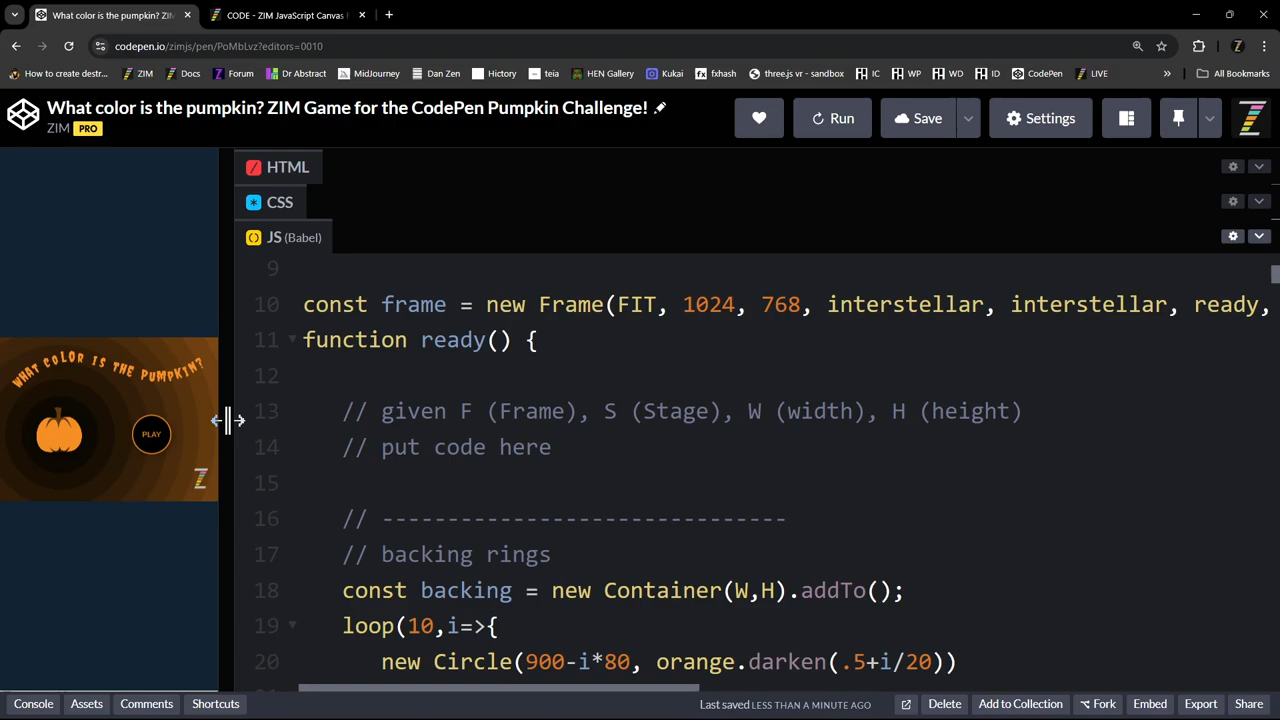 What color is the pumpkin? Z
CODE - ZIM JavaScript Canvas
codepen.io/zimjs/pen/PoMbLvz?editors=0010
How to create destr... ZIM Docs Forum Dr Abstract MidJourney Dan Zen Hictory teia HEN Gallery Kukai fxhash three.js vr - sandbox IC WP WD ID CodePen LIVE » All Bookmarks
What color is the pumpkin? ZIM Game for the CodePen Pumpkin Challenge!
ZIM PRO
Run
Save
Settings
HTML
CSS
JS (Babel)
WHAT COLOR IS THE PUMPKIN?
PLAY
9
10 const frame = new Frame(FIT, 1024, 768, interstellar, interstellar, ready,
11 function ready() {
12
13 // given F (Frame), S (Stage), W (width), H (height)
14 // put code here
15
16 // -------------------------------
17 // backing rings
18 const backing = new Container(W,H).addTo();
19 loop(10,i=>{
20 new Circle(900-i*80, orange.darken(.5+i/20))
Console Assets Comments Shortcuts Last saved LESS THAN A MINUTE AGO Delete Add to Collection Fork Embed Export Share